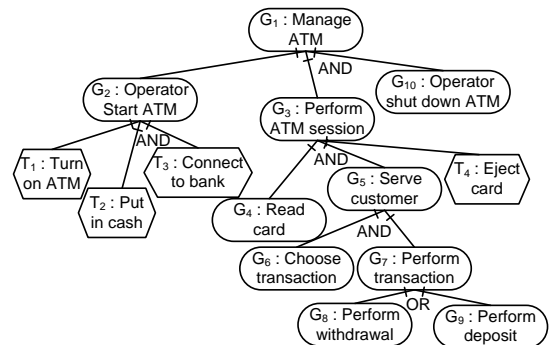 G1 : Manage
ATM
AND
G2 : Operator
Start ATM
G10 : Operator
shut down ATM
G3 : Perform
ATM session
AND
T1 : Turn
on ATM
T3 : Connect
to bank
AND
T2 : Put
in cash
G5 : Serve
customer
T4 : Eject
card
G4 : Read
card
AND
G6 : Choose
transaction
G7 : Perform
transaction
OR
G8 : Perform
withdrawal
G9 : Perform
deposit